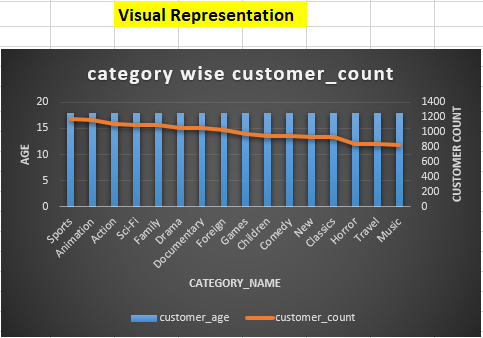 Visual Representation
category wise customer_count
20
15
10
5
0
AGE
1400
1200
1000
800
600
400
200
0
CUSTOMER COUNT
Sports
Animation
Action
Sci-Fi
Family
Drama
Documentary
Foreign
Games
Children
Comedy
New
Classics
Horror
Travel
Music
CATEGORY_NAME
customer_age
customer_count